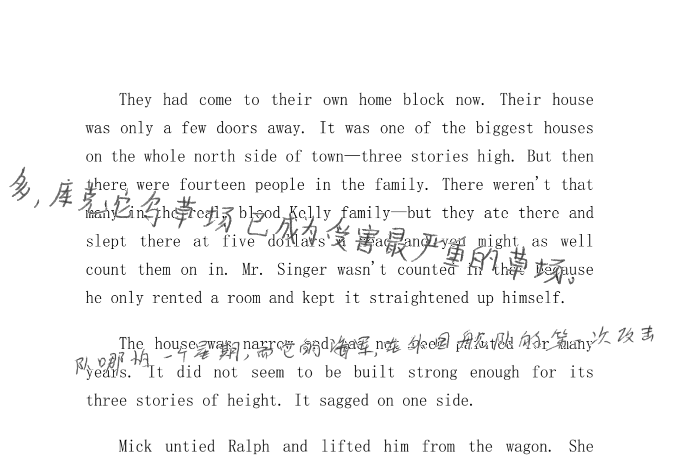 They had come to their own home block now. Their house
was only a few doors away. It was one of the biggest houses
on the whole north side of town—three stories high. But then
there were fourteen people in the family. There weren't that
多，库克沱尔草场已成为受害最严重的草场。
many in the real, blood Kelly family—but they ate there and
slept there at five dollars a head and you might as well
count them on in. Mr. Singer wasn't counted in that because
he only rented a room and kept it straightened up himself.
The house was narrow and had not been painted for many
队哪怕一个星期，而它的海军，在外国船队的第一次攻击
years. It did not seem to be built strong enough for its
three stories of height. It sagged on one side.
Mick untied Ralph and lifted him from the wagon. She